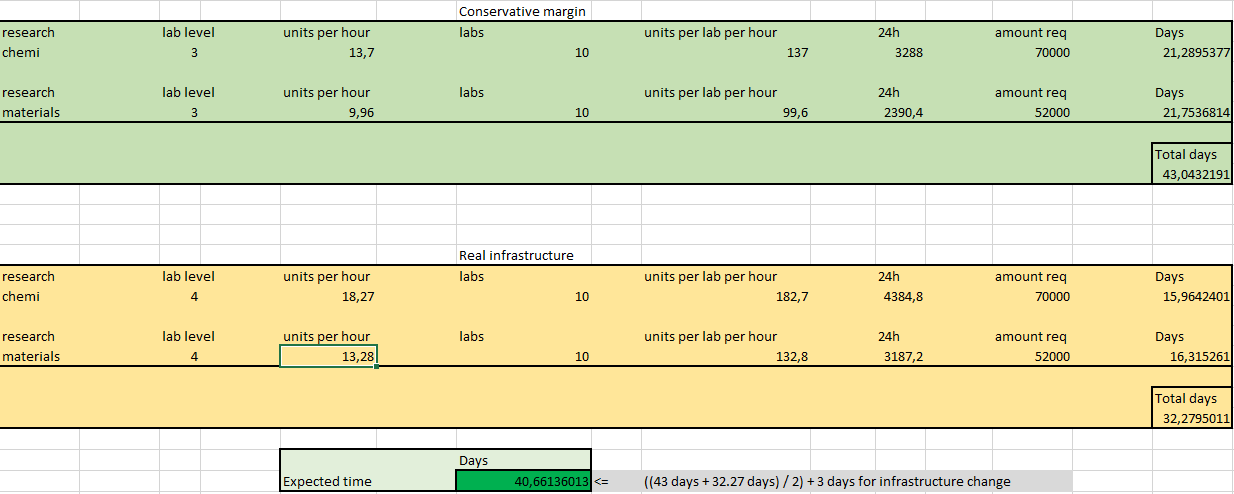 Conservative margin
research lab level units per hour labs units per lab per hour 24h amount req Days
chemi 3 13,7 10 137 3288 70000 21,2895377
research lab level units per hour labs units per lab per hour 24h amount req Days
materials 3 9,96 10 99,6 2390,4 52000 21,7536814
Total days
43,0432191
Real infrastructure
research lab level units per hour labs units per lab per hour 24h amount req Days
chemi 4 18,27 10 182,7 4384,8 70000 15,9642401
research lab level units per hour labs units per lab per hour 24h amount req Days
materials 4 13,28 10 132,8 3187,2 52000 16,315261
Total days
32,2795011
Days
Expected time 40,66136013 <= ((43 days + 32.27 days) / 2) + 3 days for infrastructure change